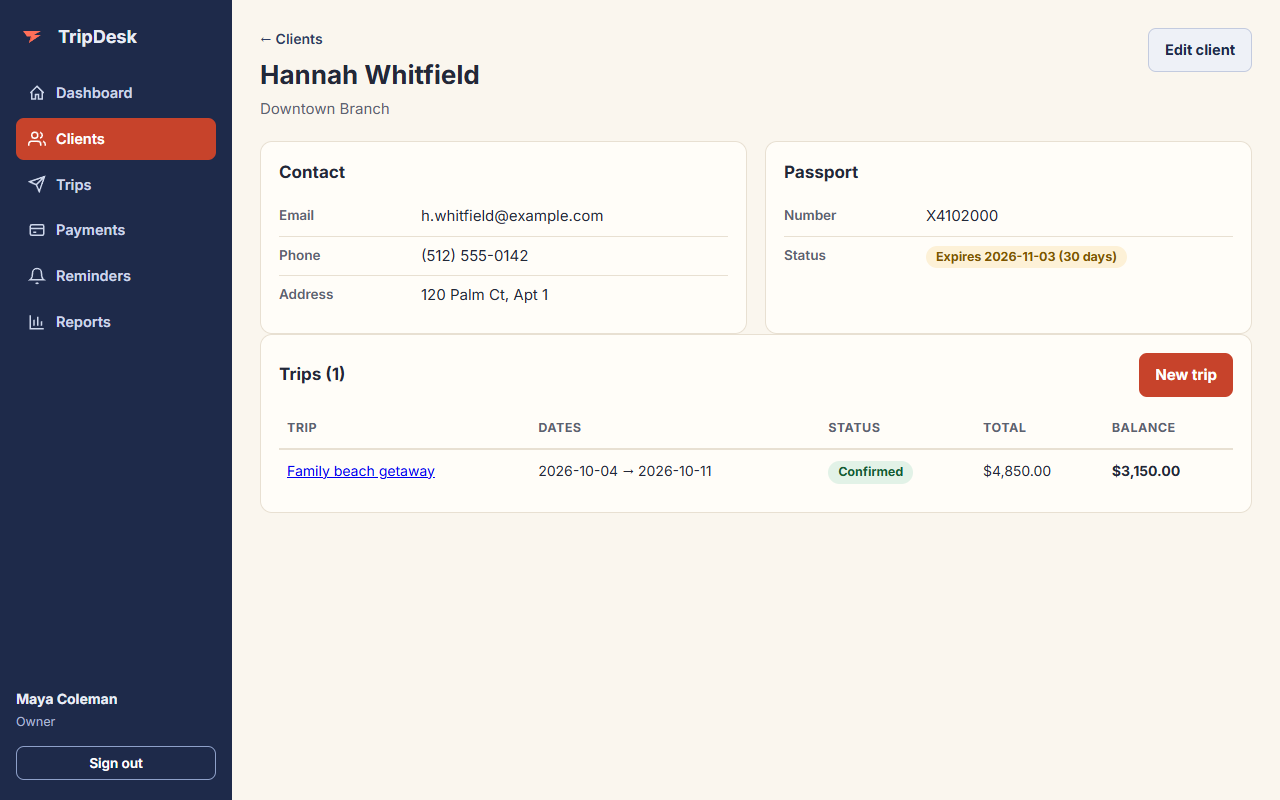 TripDesk
Dashboard
Clients
Trips
Payments
Reminders
Reports
Maya Coleman
Owner
Sign out
← Clients
Hannah Whitfield
Downtown Branch
Edit client
Contact
Email h.whitfield@example.com
Phone (512) 555-0142
Address 120 Palm Ct, Apt 1
Passport
Number X4102000
Status Expires 2026-11-03 (30 days)
Trips (1)
New trip
TRIP DATES STATUS TOTAL BALANCE
Family beach getaway 2026-10-04 → 2026-10-11 Confirmed $4,850.00 $3,150.00